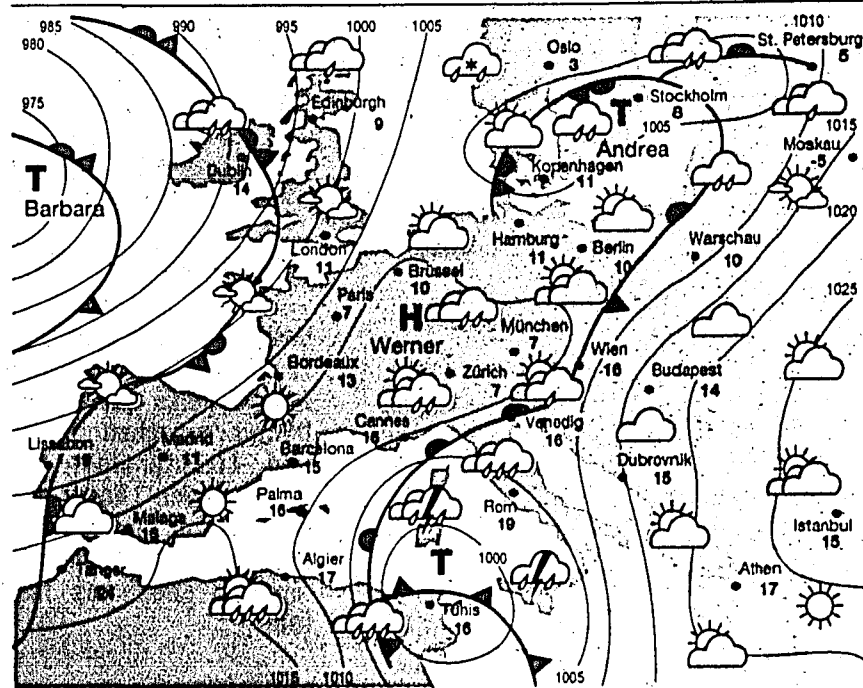 985
990
995
1000
1005
1010
980
975
Oslo
3
St. Petersburg
5
Edinburgh
9
Stockholm
8
T
1005
Andrea
1015
Moskau
-5
Dublin
14
Kopenhagen
11
T
Barbara
1020
London
11
Hamburg
11
Berlin
10
Warschau
10
Brüssel
10
1025
Paris
7
H
Werner
München
7
Bordeaux
13
Zürich
7
Wien
16
Budapest
14
Cannes
16
Venedig
16
Lissabon
Madrid
11
Barcelona
15
Dubrovnik
15
Palma
16
Rom
19
Malaga
Istanbul
15
Tanger
Algier
17
T
1000
Athen
17
Tunis
16
1015
1010
1005